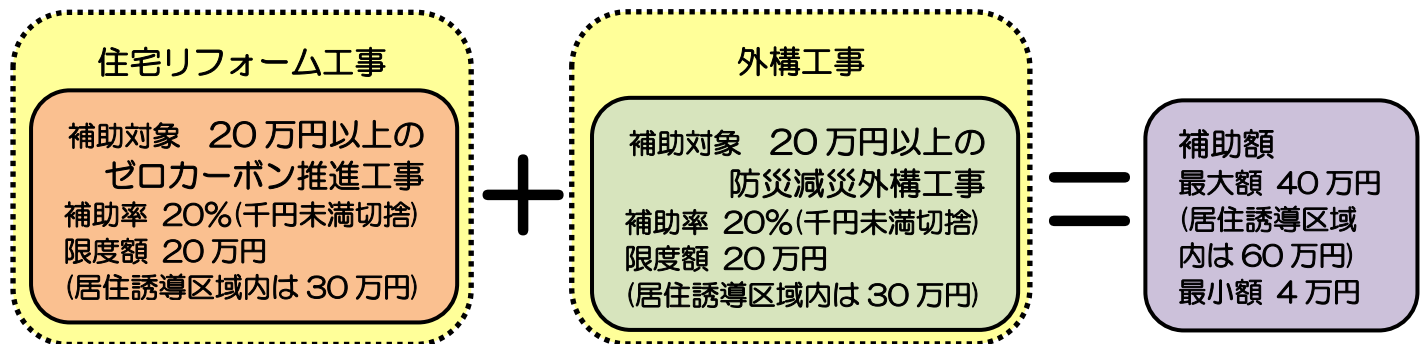 住宅リフォーム工事
補助対象　20万円以上の
ゼロカーボン推進工事
補助率 20%(千円未満切捨)
限度額 20万円
(居住誘導区域内は30万円)
＋
外構工事
補助対象　20万円以上の
防災減災外構工事
補助率 20%(千円未満切捨)
限度額 20万円
(居住誘導区域内は30万円)
＝
補助額
最大額 40万円
(居住誘導区域
内は60万円)
最小額 4万円